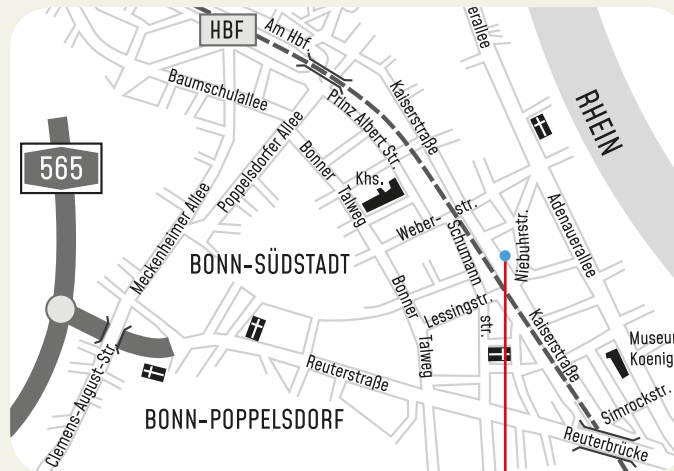 HBF
Am Hbf.
erallee
Baumschulallee
Kaiserstraße
Prinz Albert Str.
RHEIN
565
Poppelsdorfer Allee
Bonner
Talweg
Khs.
Meckenheimer Allee
Weber-
str.
Schumann
str.
Niebuhrstr.
Adenauerallee
BONN-SÜDSTADT
Bonner
Talweg
Lessingstr.
Kaiserstraße
Museum
Koenig
Clemens-August-Str.
Reuterstraße
Simrockstr.
BONN-POPPELSDORF
Reuterbrücke